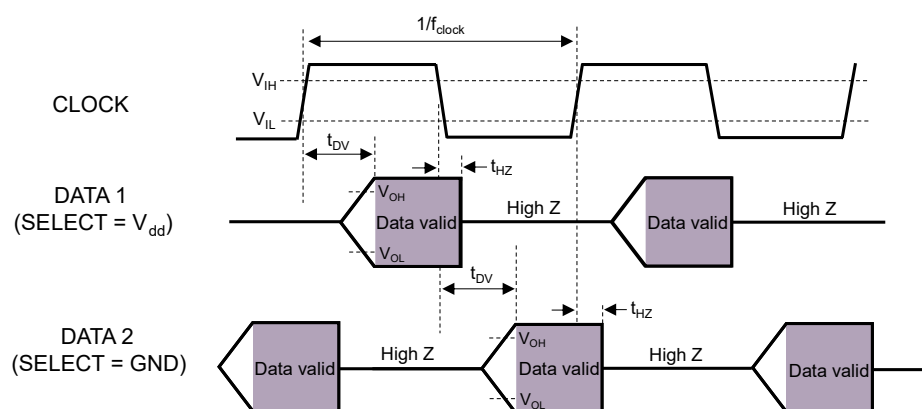 1/fclock
VIH
CLOCK
VIL
tDV
tHZ
DATA 1
(SELECT = Vdd)
VOH
Data valid
High Z
Data valid
High Z
VOL
tDV
tHZ
DATA 2
(SELECT = GND)
VOH
Data valid
High Z
Data valid
High Z
Data valid
VOL